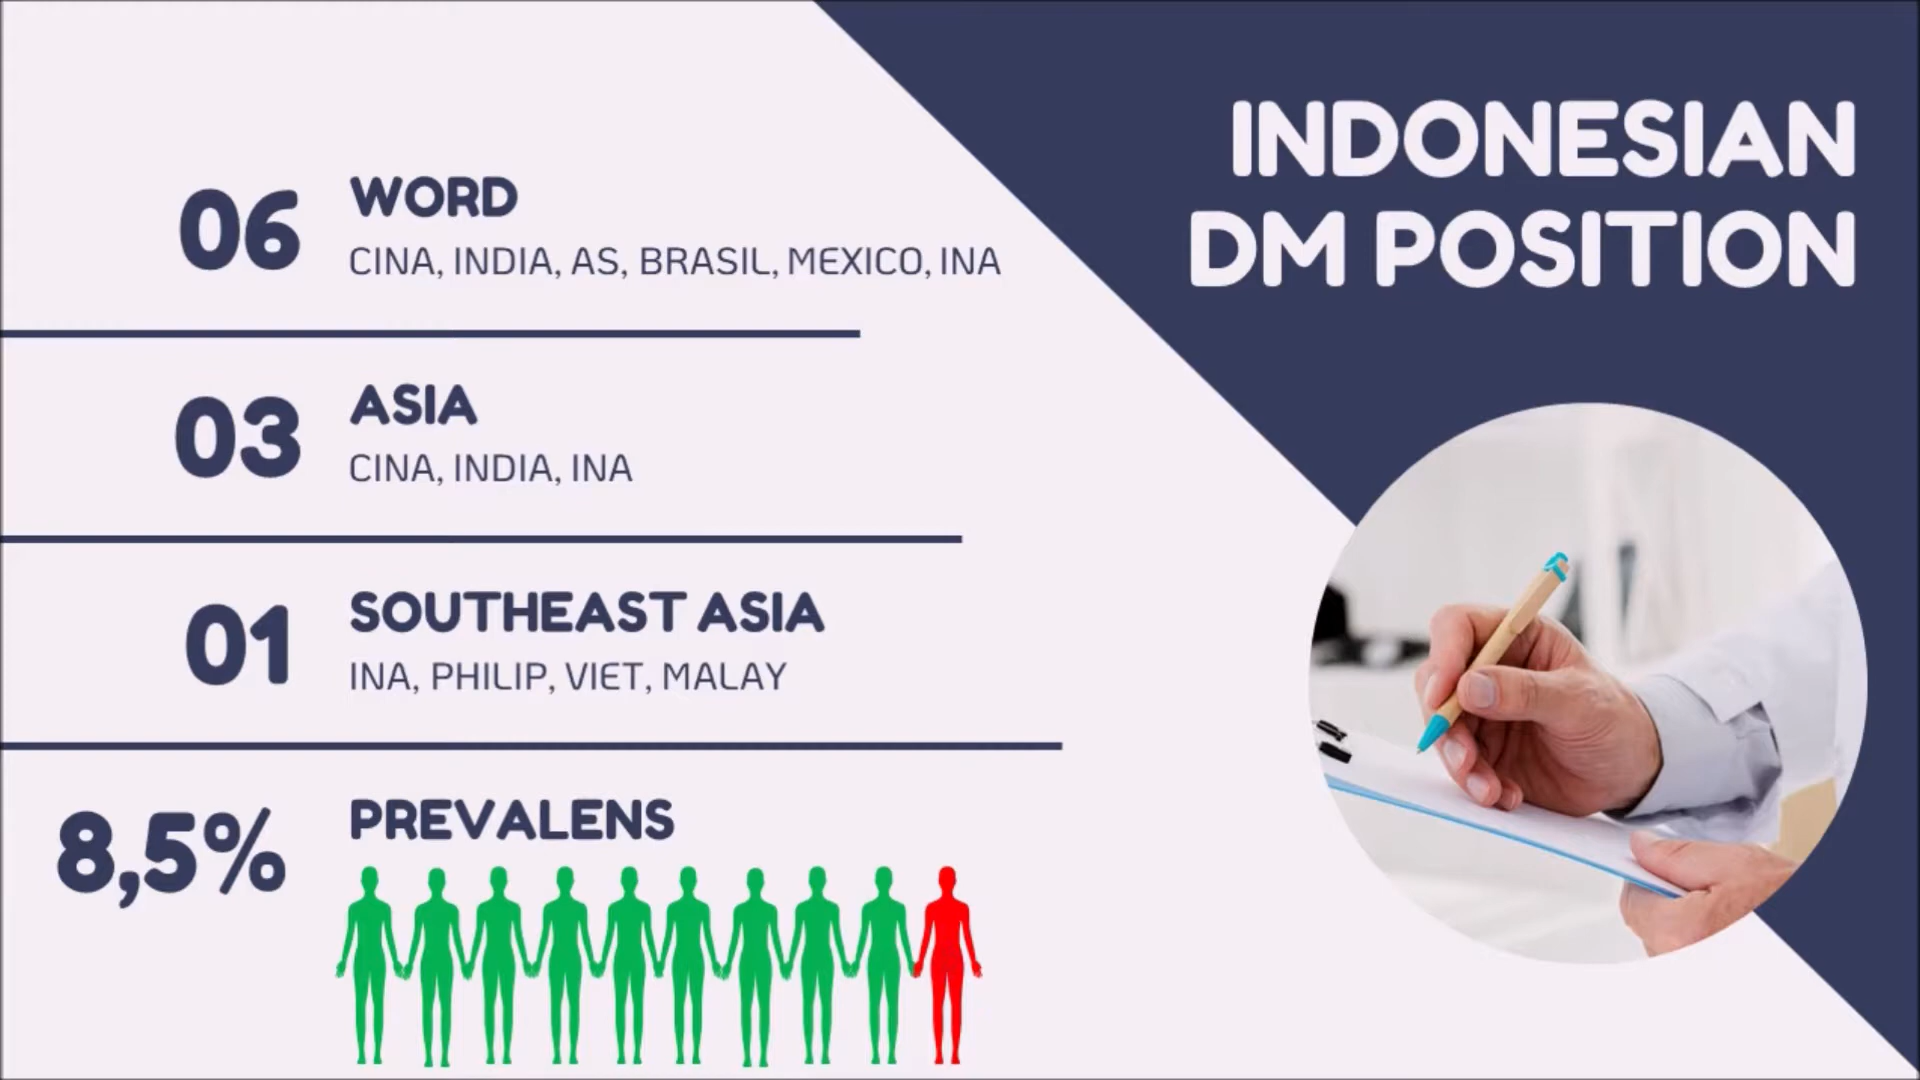 INDONESIAN
DM POSITION
06
WORD
CINA, INDIA, AS, BRASIL, MEXICO, INA
03
ASIA
CINA, INDIA, INA
01
SOUTHEAST ASIA
INA, PHILIP, VIET, MALAY
8,5%
PREVALENS